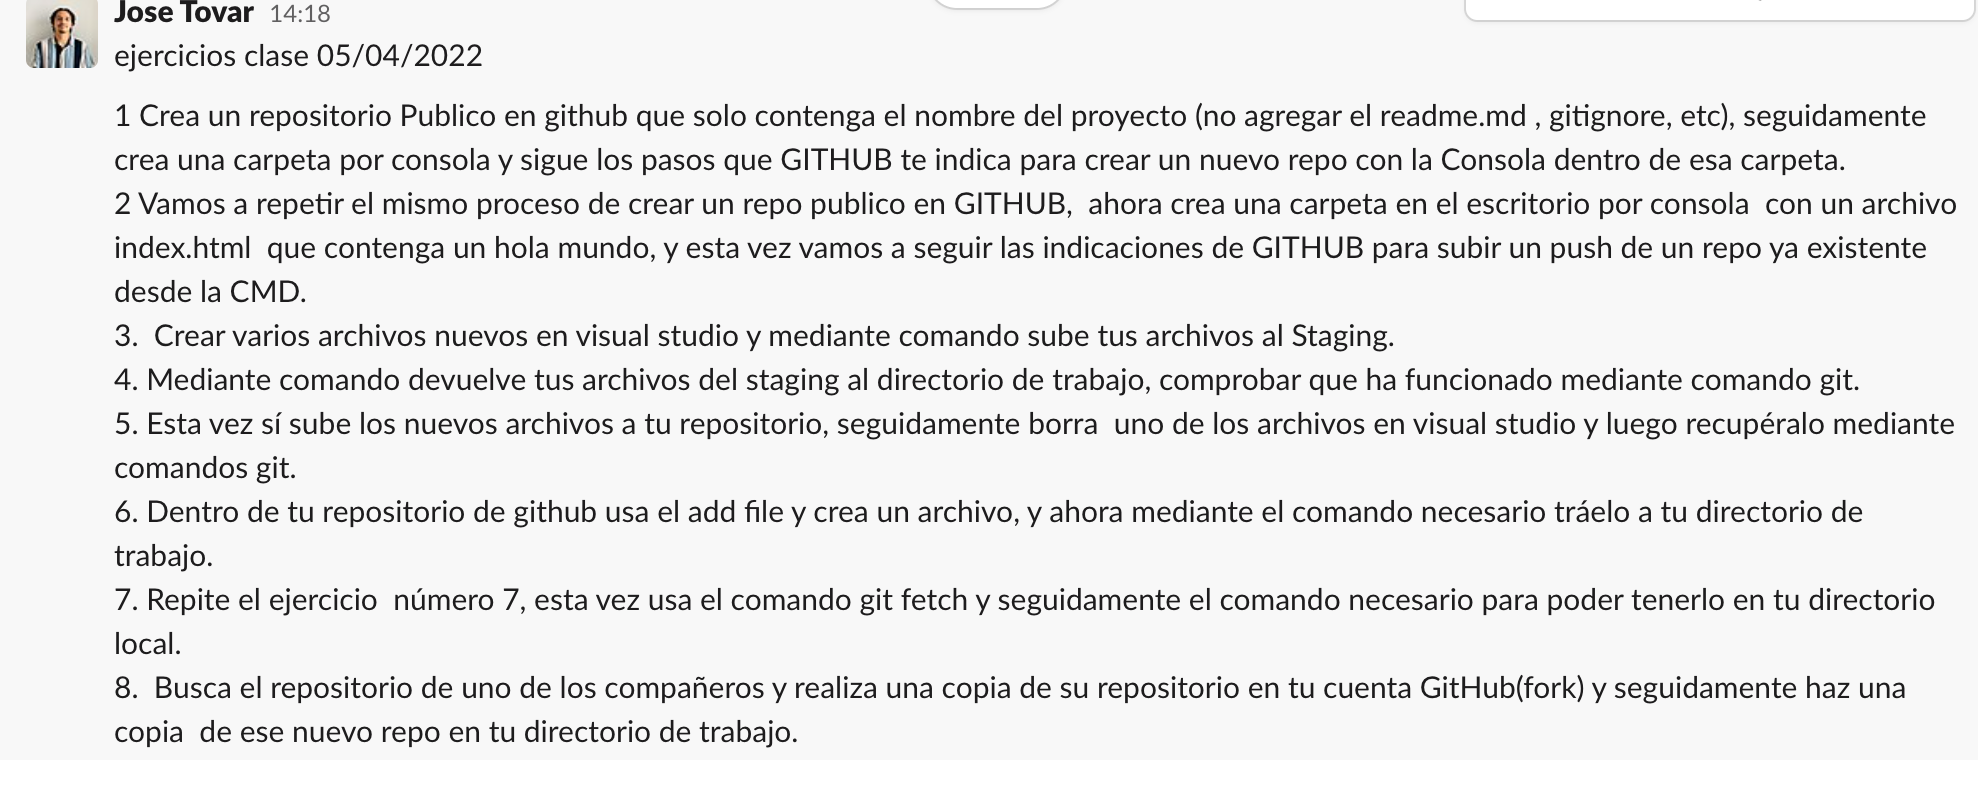 Jose Tovar 14:18
ejercicios clase 05/04/2022
1 Crea un repositorio Publico en github que solo contenga el nombre del proyecto (no agregar el readme.md , gitignore, etc), seguidamente
crea una carpeta por consola y sigue los pasos que GITHUB te indica para crear un nuevo repo con la Consola dentro de esa carpeta.
2 Vamos a repetir el mismo proceso de crear un repo publico en GITHUB,  ahora crea una carpeta en el escritorio por consola  con un archivo
index.html  que contenga un hola mundo, y esta vez vamos a seguir las indicaciones de GITHUB para subir un push de un repo ya existente
desde la CMD.
3.  Crear varios archivos nuevos en visual studio y mediante comando sube tus archivos al Staging.
4. Mediante comando devuelve tus archivos del staging al directorio de trabajo, comprobar que ha funcionado mediante comando git.
5. Esta vez sí sube los nuevos archivos a tu repositorio, seguidamente borra  uno de los archivos en visual studio y luego recupéralo mediante
comandos git.
6. Dentro de tu repositorio de github usa el add file y crea un archivo, y ahora mediante el comando necesario tráelo a tu directorio de
trabajo.
7. Repite el ejercicio  número 7, esta vez usa el comando git fetch y seguidamente el comando necesario para poder tenerlo en tu directorio
local.
8.  Busca el repositorio de uno de los compañeros y realiza una copia de su repositorio en tu cuenta GitHub(fork) y seguidamente haz una
copia  de ese nuevo repo en tu directorio de trabajo.